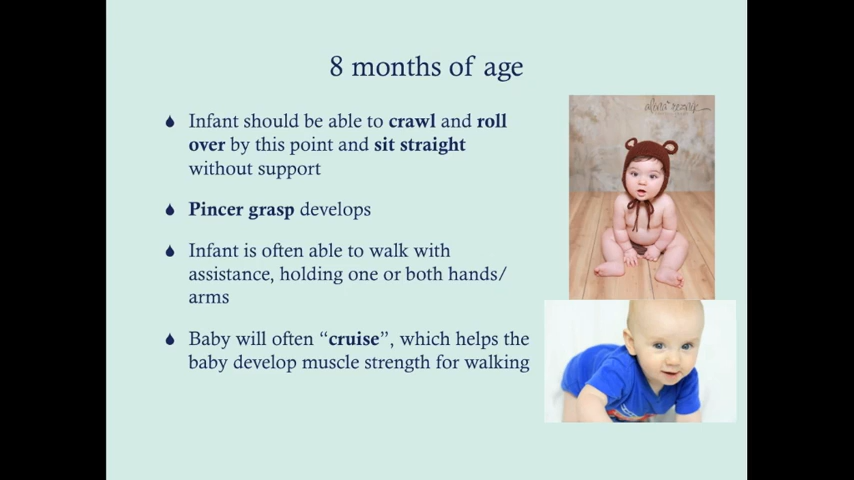 8 months of age
Infant should be able to crawl and roll
over by this point and sit straight
without support
Pincer grasp develops
Infant is often able to walk with
assistance, holding one or both hands/
arms
Baby will often “cruise”, which helps the
baby develop muscle strength for walking